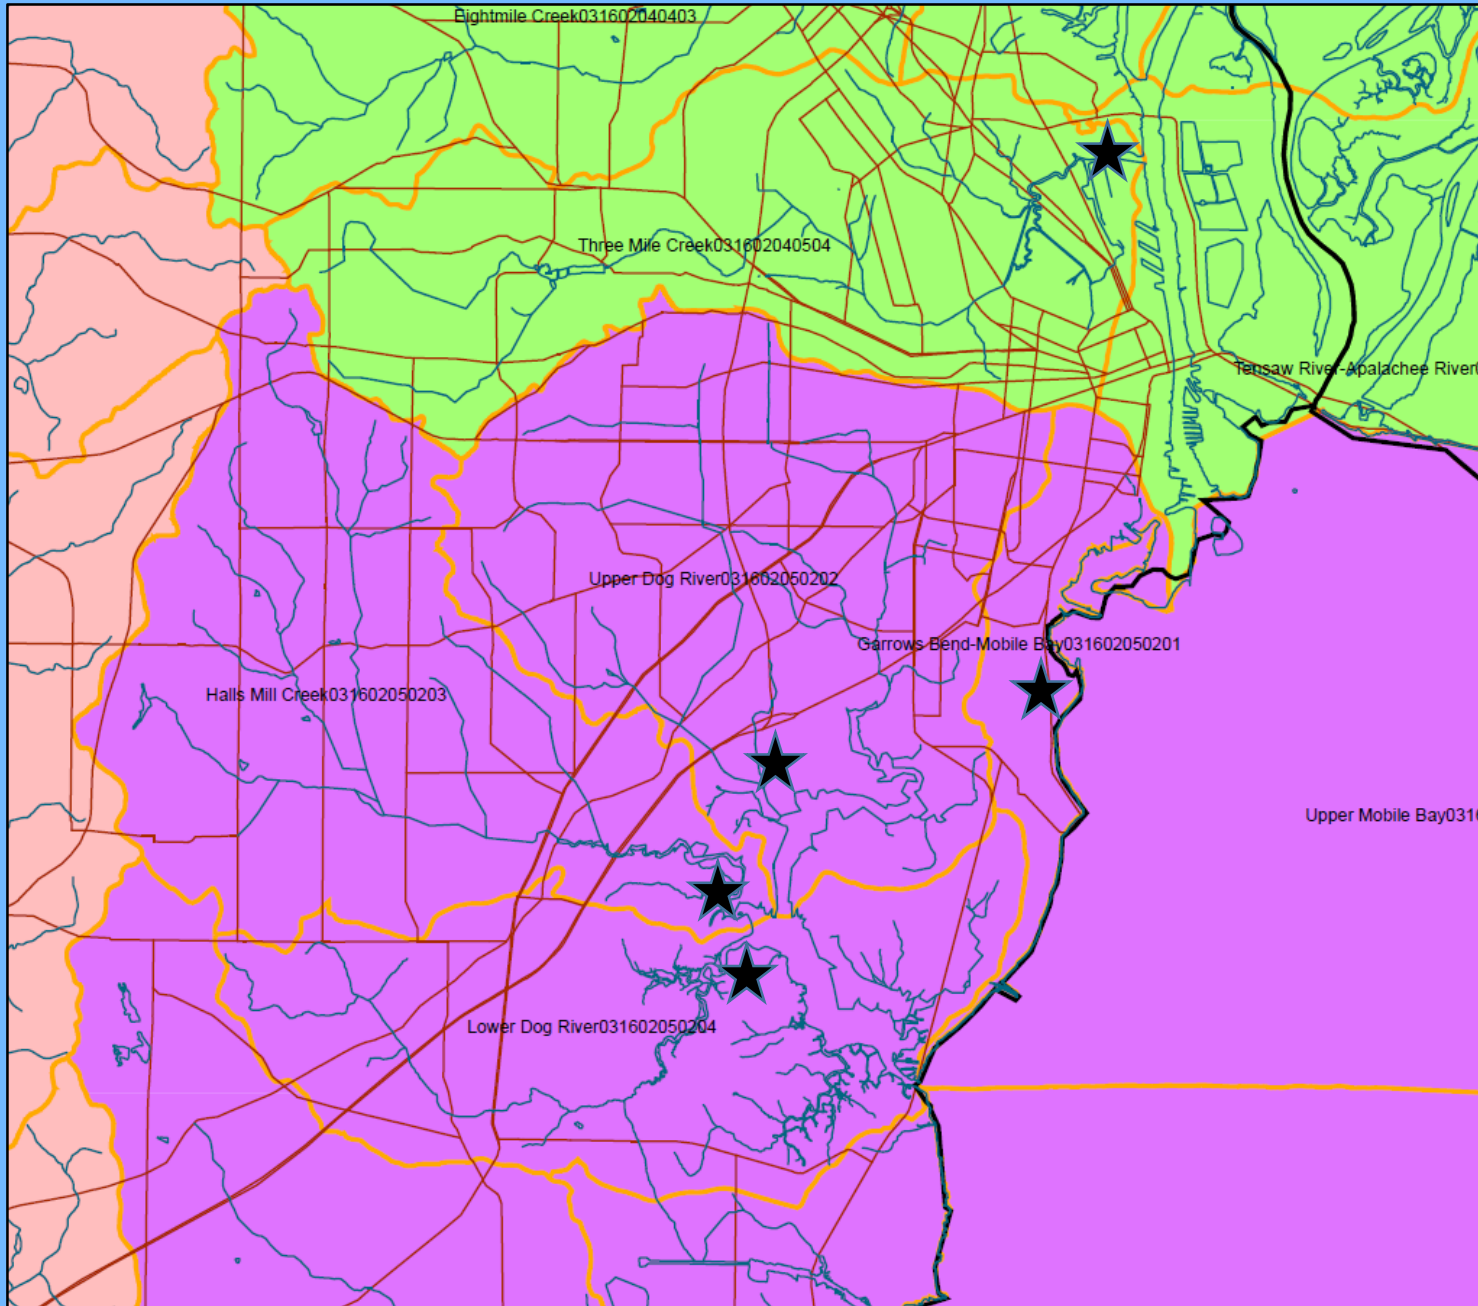 Eightmile Creek031602040403
Three Mile Creek031602040504
Tensaw River-Apalachee River
Upper Dog River031602050202
Garrows Bend-Mobile Bay031602050201
Halls Mill Creek031602050203
Upper Mobile Bay0316
Lower Dog River031602050204